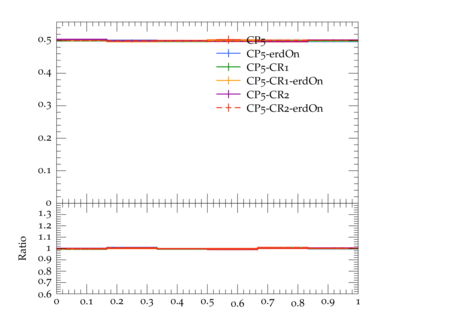 0.5
0.4
0.3
0.2
0.1
0
CP5
CP5-erdOn
CP5-CR1
CP5-CR1-erdOn
CP5-CR2
CP5-CR2-erdOn
Ratio
1.3
1.2
1.1
1
0.9
0.8
0.7
0.6
0 0.1 0.2 0.3 0.4 0.5 0.6 0.7 0.8 0.9 1